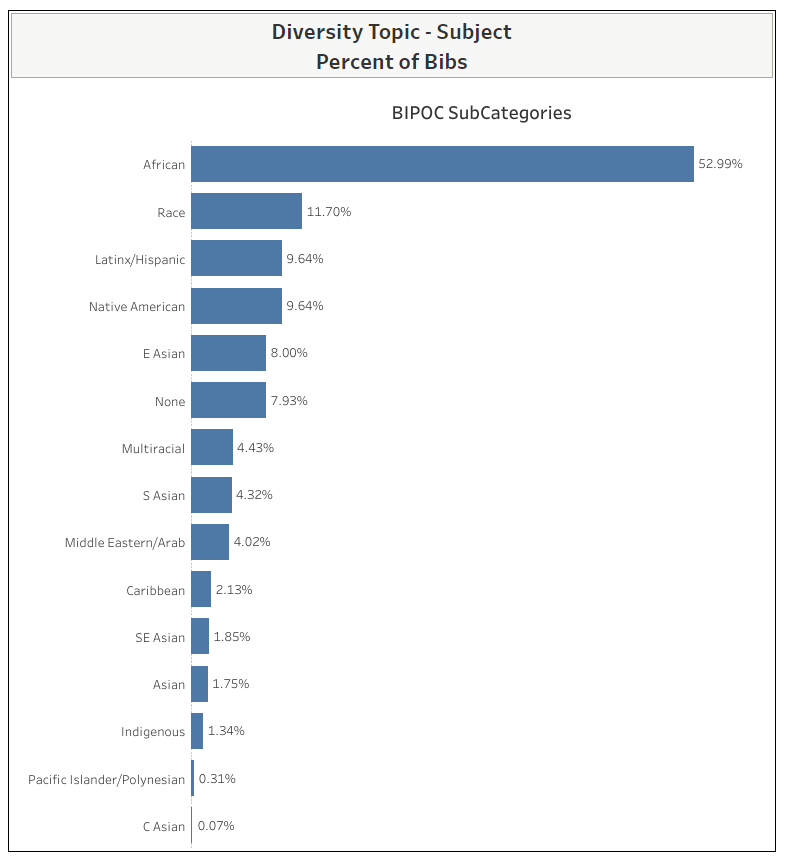 Diversity Topic - Subject
Percent of Bibs
BIPOC SubCategories
African 52.99%
Race 11.70%
Latinx/Hispanic 9.64%
Native American 9.64%
E Asian 8.00%
None 7.93%
Multiracial 4.43%
S Asian 4.32%
Middle Eastern/Arab 4.02%
Caribbean 2.13%
SE Asian 1.85%
Asian 1.75%
Indigenous 1.34%
Pacific Islander/Polynesian 0.31%
C Asian 0.07%